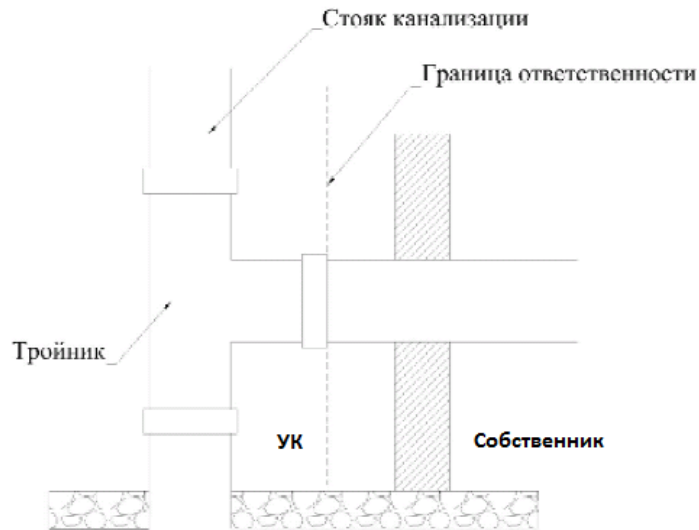 Стояк канализации
Граница ответственности
Тройник
УК
Собственник